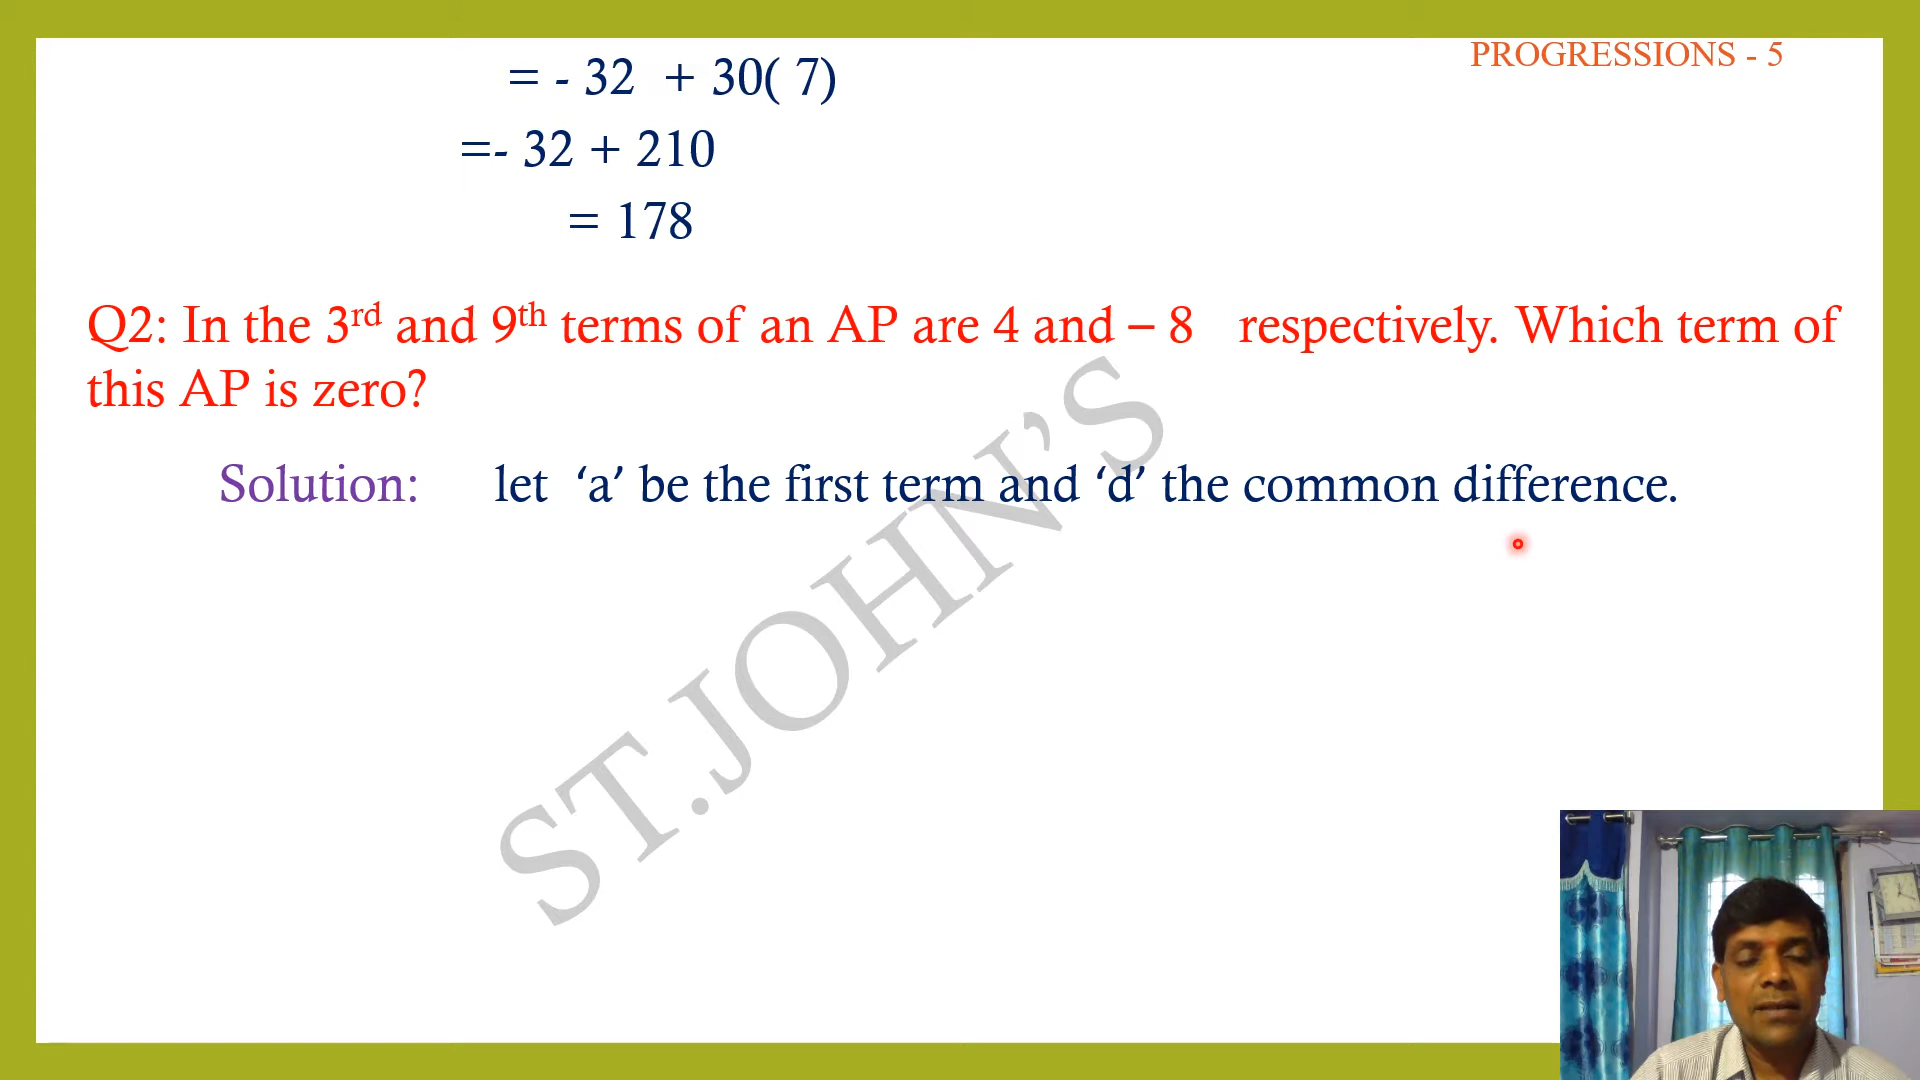 PROGRESSIONS - 5
= - 32 + 30( 7)
=- 32 + 210
= 178
Q2: In the 3rd and 9th terms of an AP are 4 and – 8 respectively. Which term of
this AP is zero?
Solution: let ‘a’ be the first term and ‘d’ the common difference.
ST.JOHN’S